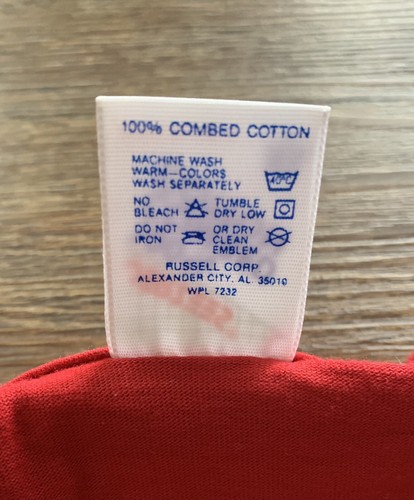 100% COMBED COTTON
MACHINE WASH
WARM-COLORS
WASH SEPARATELY
40°C
NO
BLEACH
TUMBLE
DRY LOW
DO NOT
IRON
OR DRY
CLEAN
EMBLEM
RUSSELL CORP.
ALEXANDER CITY, AL. 35010
WPL 7232